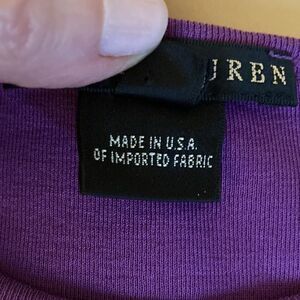 UREN
MADE IN U.S.A.
OF IMPORTED FABRIC